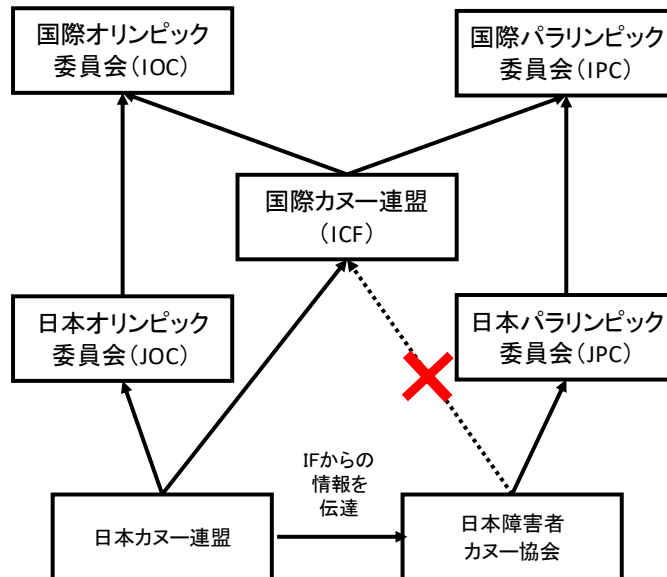 国際オリンピック
委員会(IOC)
国際パラリンピック
委員会(IPC)
国際カヌー連盟
(ICF)
日本オリンピック
委員会(JOC)
日本パラリンピック
委員会(JPC)
IFからの
情報を
伝達
日本カヌー連盟
日本障害者
カヌー協会